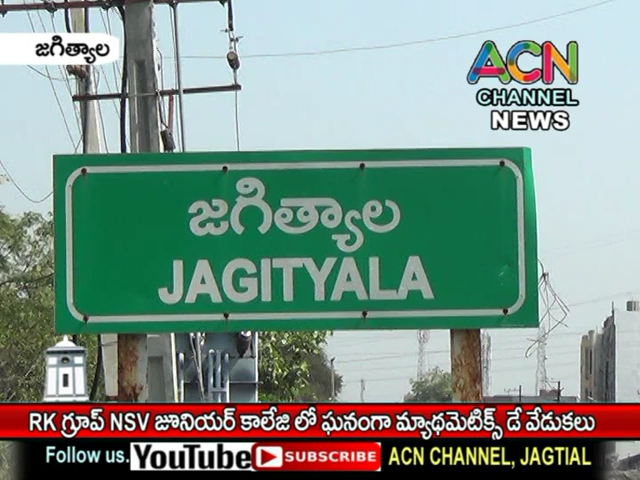 జగిత్యాల
ACN
CHANNEL
NEWS
జగిత్యాల
JAGITYALA
RK గ్రూప్ NSV జూనియర్ కాలేజి లో ఘనంగా మ్యాథమెటిక్స్ డే వేడుకలు
Follow us. YouTube SUBSCRIBE ACN CHANNEL, JAGTIAL